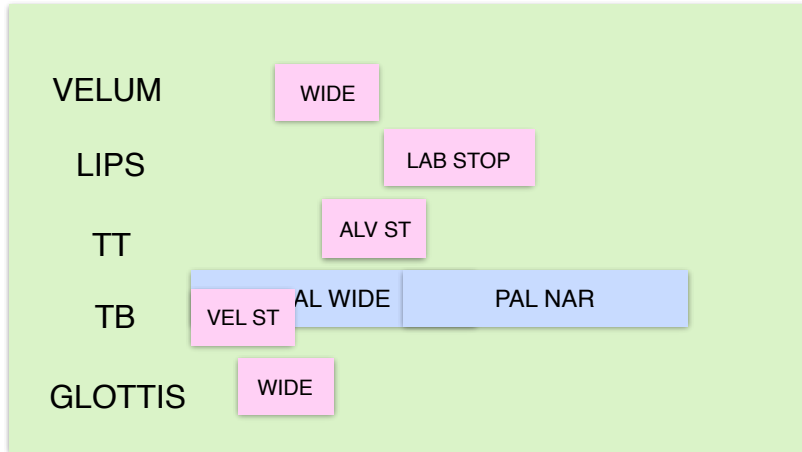 VELUM WIDE
LIPS LAB STOP
TT ALV ST
TB VEL ST AL WIDE PAL NAR
GLOTTIS WIDE